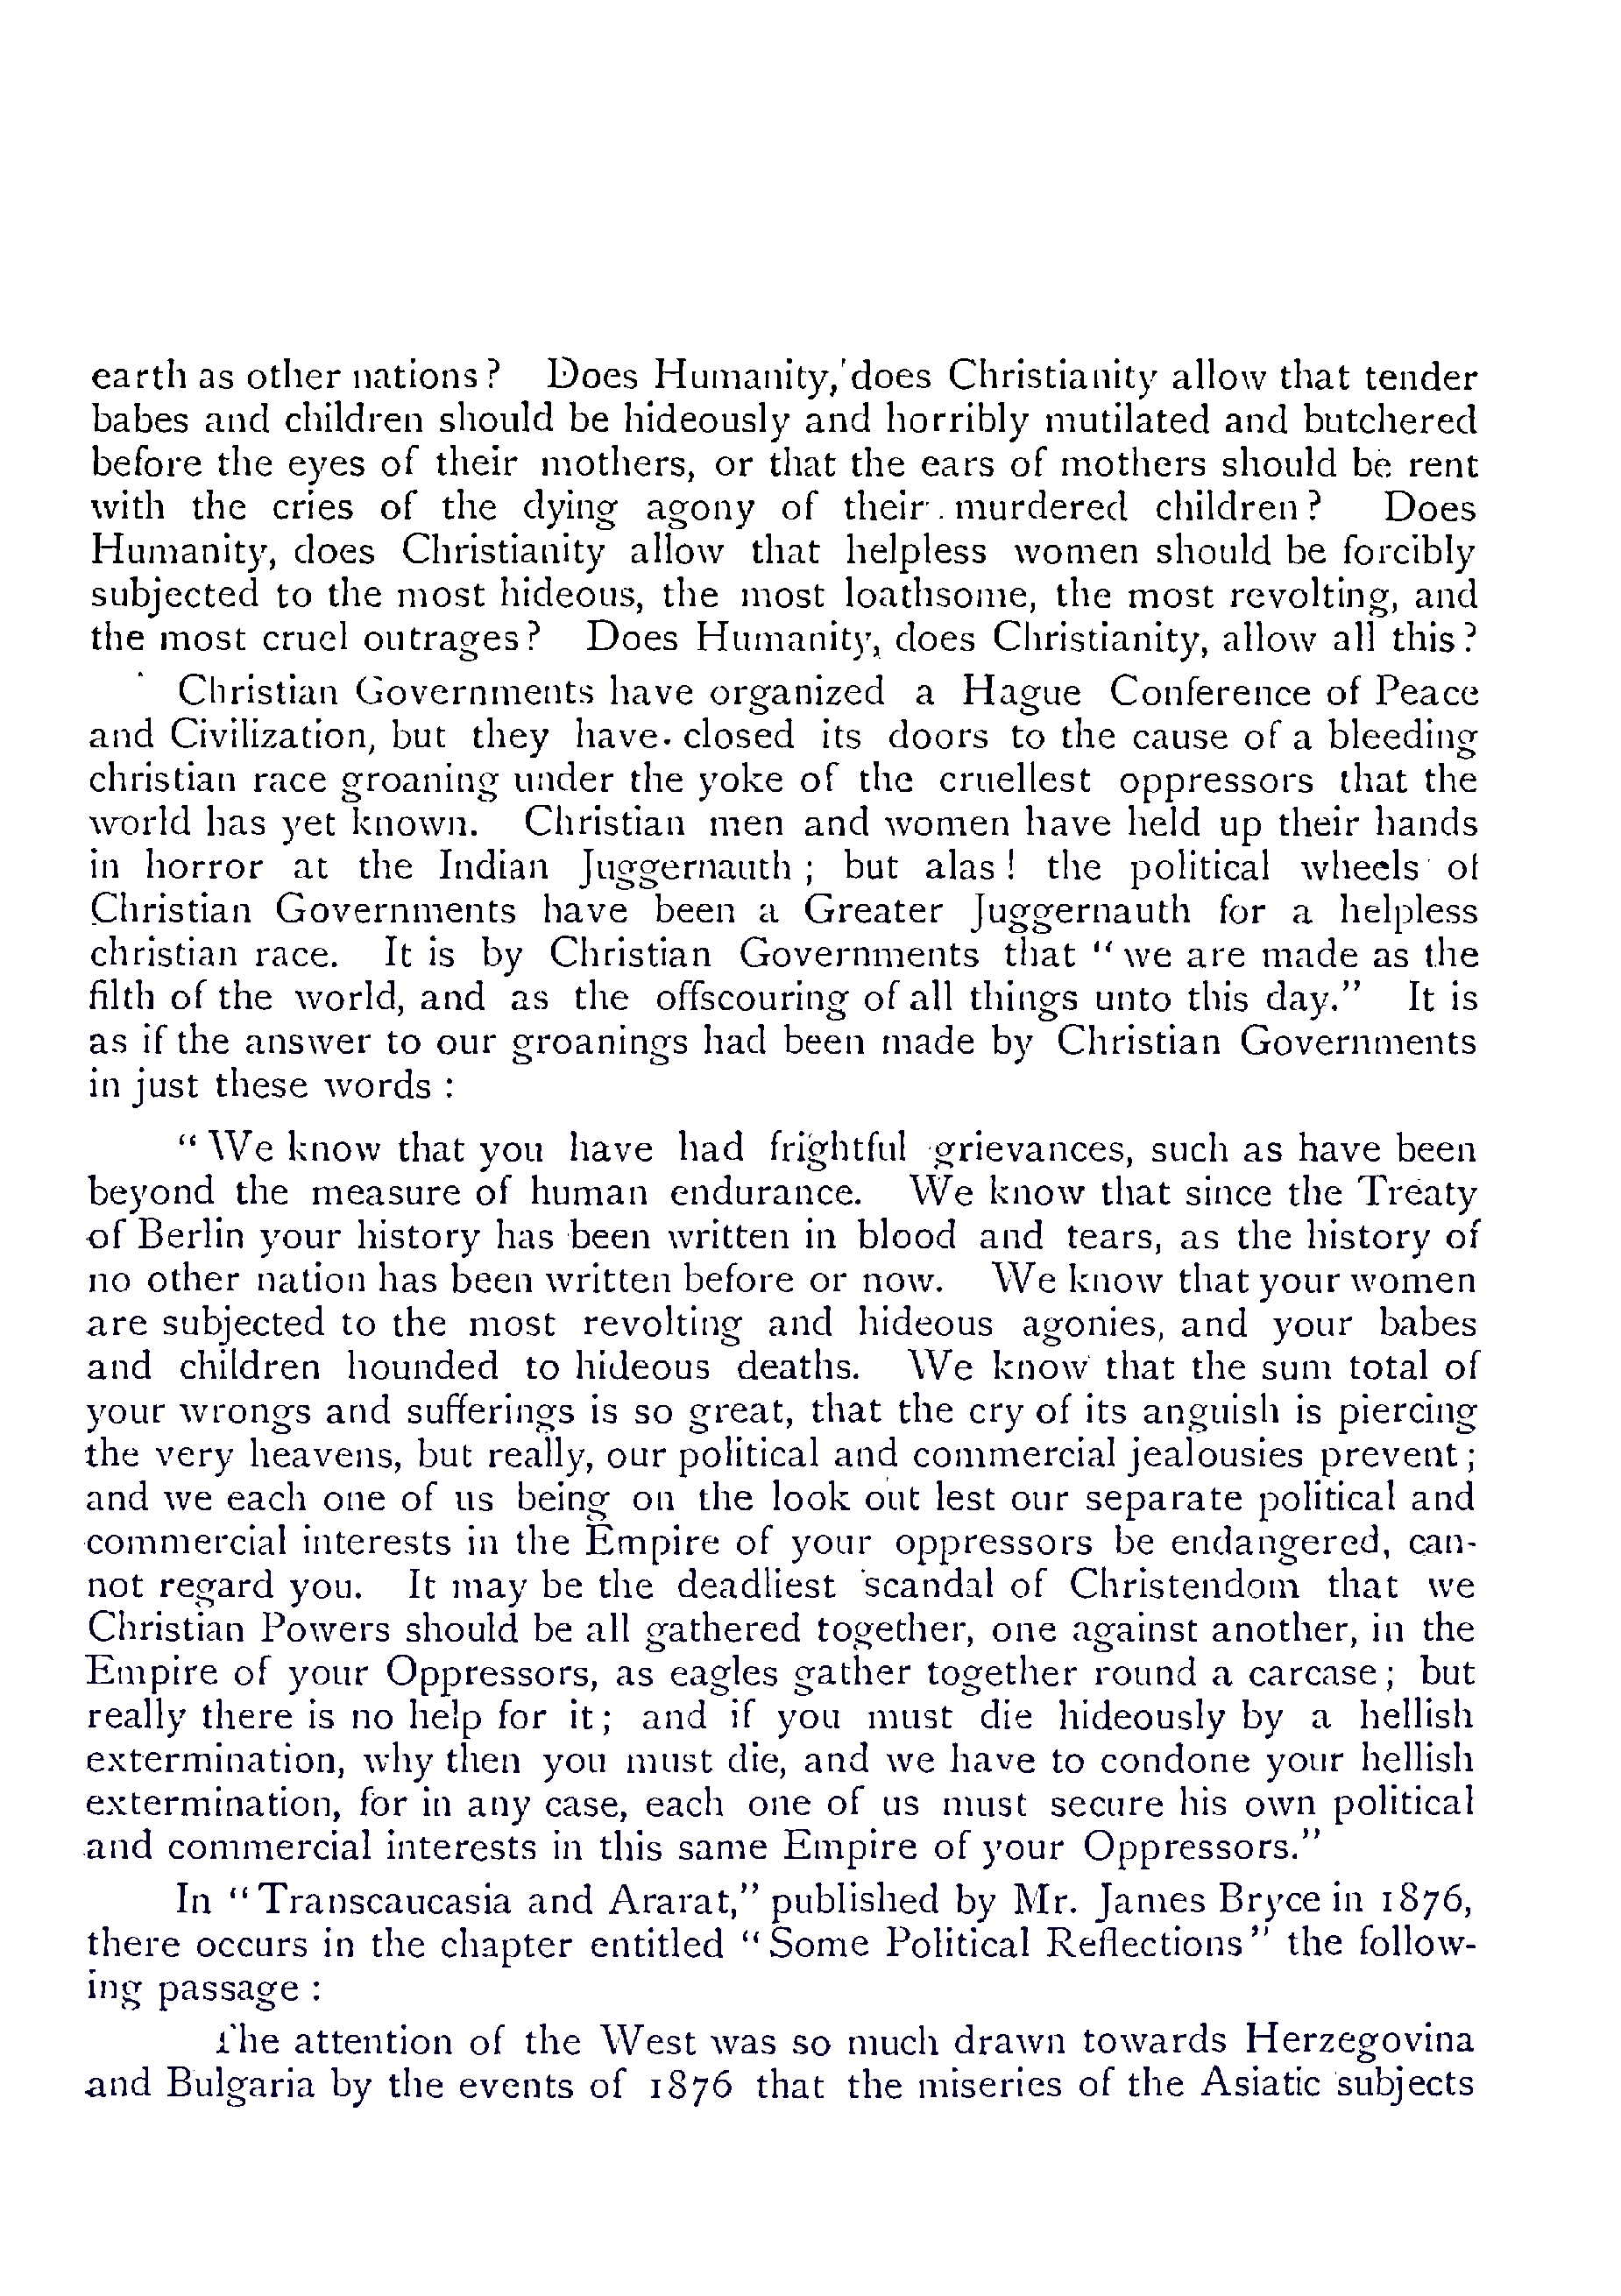 earth as other nations ? Does Humanity, does Christianity allow that tender
babes and children should be hideously and horribly mutilated and butchered
before the eyes of their mothers, or that the ears of mothers should be rent
with the cries of the dying agony of their murdered children ? Does
Humanity, does Christianity allow that helpless women should be forcibly
subjected to the most hideous, the most loathsome, the most revolting, and
the most cruel outrages ? Does Humanity, does Christianity, allow all this ?
Christian Governments have organized a Hague Conference of Peace
and Civilization, but they have closed its doors to the cause of a bleeding
christian race groaning under the yoke of the cruellest oppressors that the
world has yet known. Christian men and women have held up their hands
in horror at the Indian Juggernauth ; but alas ! the political wheels of
Christian Governments have been a Greater Juggernauth for a helpless
christian race. It is by Christian Governments that “ we are made as the
filth of the world, and as the offscouring of all things unto this day.” It is
as if the answer to our groanings had been made by Christian Governments
in just these words :
“ We know that you have had frightful grievances, such as have been
beyond the measure of human endurance. We know that since the Treaty
of Berlin your history has been written in blood and tears, as the history of
no other nation has been written before or now. We know that your women
are subjected to the most revolting and hideous agonies, and your babes
and children hounded to hideous deaths. We know that the sum total of
your wrongs and sufferings is so great, that the cry of its anguish is piercing
the very heavens, but really, our political and commercial jealousies prevent ;
and we each one of us being on the look out lest our separate political and
commercial interests in the Empire of your oppressors be endangered, can-
not regard you. It may be the deadliest scandal of Christendom that we
Christian Powers should be all gathered together, one against another, in the
Empire of your Oppressors, as eagles gather together round a carcase ; but
really there is no help for it ; and if you must die hideously by a hellish
extermination, why then you must die, and we have to condone your hellish
extermination, for in any case, each one of us must secure his own political
and commercial interests in this same Empire of your Oppressors.”
In “ Transcaucasia and Ararat,” published by Mr. James Bryce in 1876,
there occurs in the chapter entitled “ Some Political Reflections ” the follow-
ing passage :
The attention of the West was so much drawn towards Herzegovina
and Bulgaria by the events of 1876 that the miseries of the Asiatic subjects